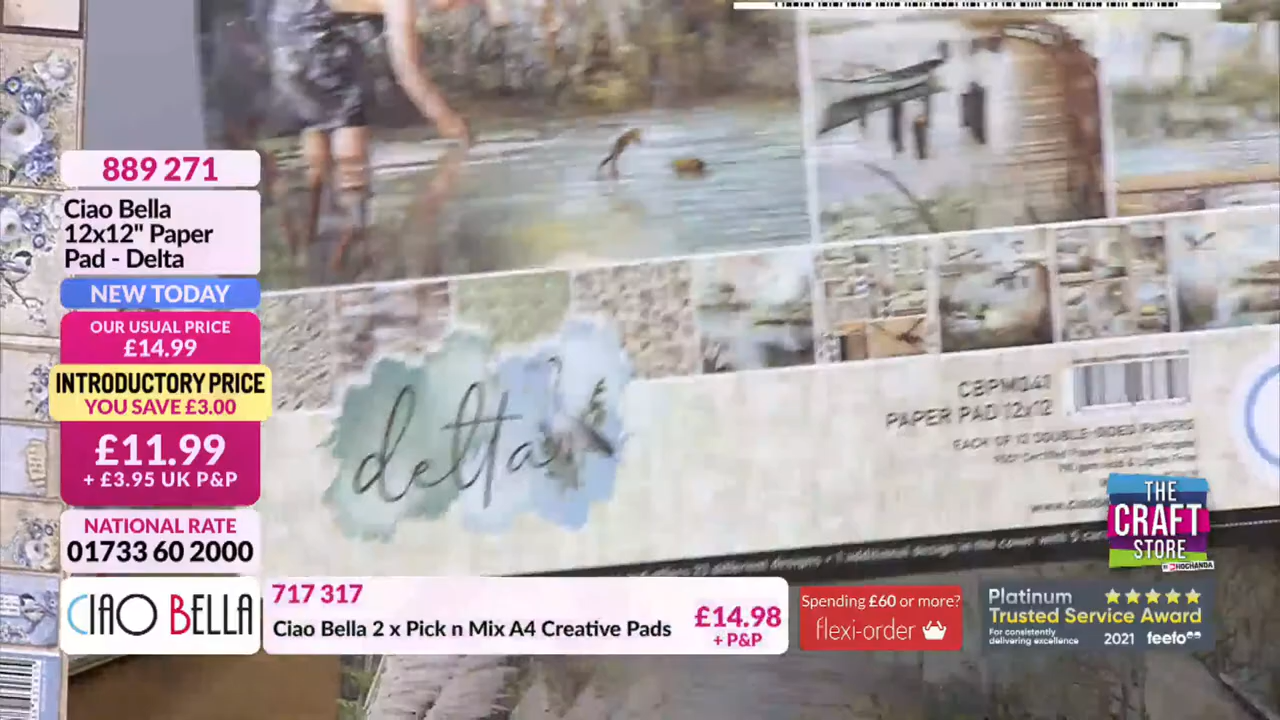 889 271
Ciao Bella
12x12" Paper
Pad - Delta
NEW TODAY
OUR USUAL PRICE
£14.99
INTRODUCTORY PRICE
YOU SAVE £3.00
£11.99
+ £3.95 UK P&P
NATIONAL RATE
01733 60 2000
delta
CBPM041
PAPER PAD 12x12
EACH OF 12 DOUBLE-SIDED PAPERS
THE
CRAFT
STORE
HOCHANDA
CIAO BELLA
717 317
Ciao Bella 2 x Pick n Mix A4 Creative Pads
£14.98
+ P&P
Spending £60 or more?
flexi-order
Platinum
Trusted Service Award
For consistently
delivering excellence
2021 feefo